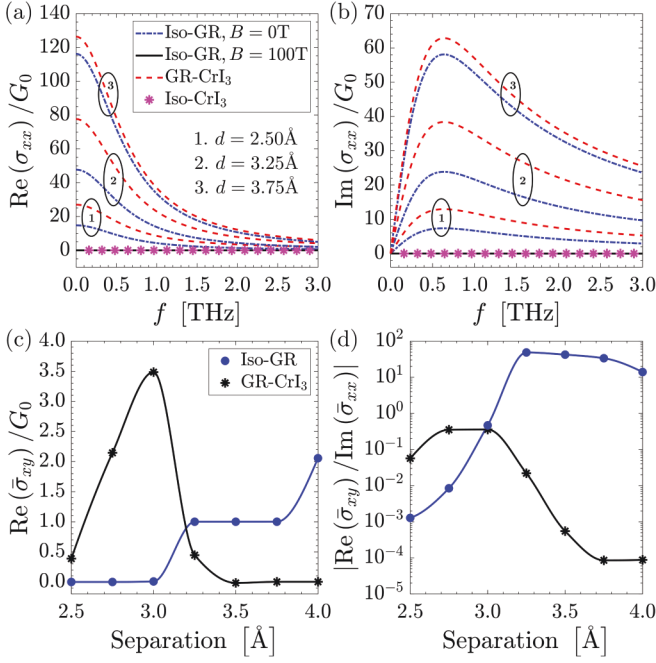 (a)
Re (σxx) /G0
140
120
100
80
60
40
20
0
0.0 0.5 1.0 1.5 2.0 2.5 3.0
f [THz]
Iso-GR, B = 0T
Iso-GR, B = 100T
GR-CrI3
Iso-CrI3
1. d = 2.50Å
2. d = 3.25Å
3. d = 3.75Å
3
2
1
(b)
Im (σxx) /G0
70
60
50
40
30
20
10
0
0.0 0.5 1.0 1.5 2.0 2.5 3.0
f [THz]
3
2
1
(c)
Re (σ̄xy) /G0
4.0
3.5
3.0
2.5
2.0
1.5
1.0
0.5
0.0
2.5 3.0 3.5 4.0
Separation [Å]
Iso-GR
GR-CrI3
(d)
|Re (σ̄xy) /Im (σ̄xx)|
10^2
10^1
10^0
10^-1
10^-2
10^-3
10^-4
10^-5
2.5 3.0 3.5 4.0
Separation [Å]